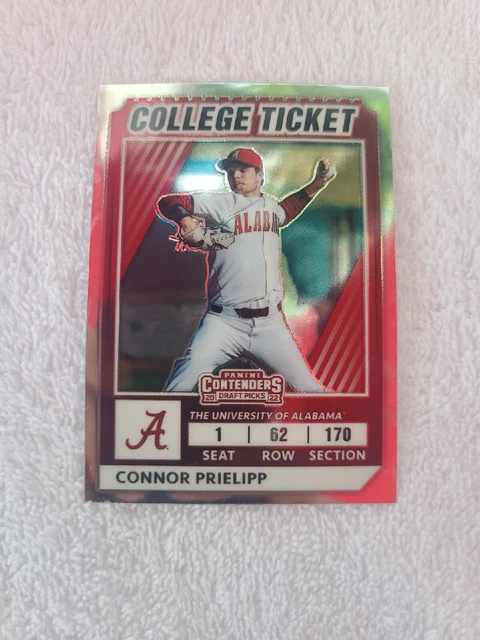 COLLEGE TICKET
ALABA
PANINI
CONTENDERS
20 DRAFT PICKS 22
THE UNIVERSITY OF ALABAMA
A
1 | 62 | 170
SEAT ROW SECTION
CONNOR PRIELIPP